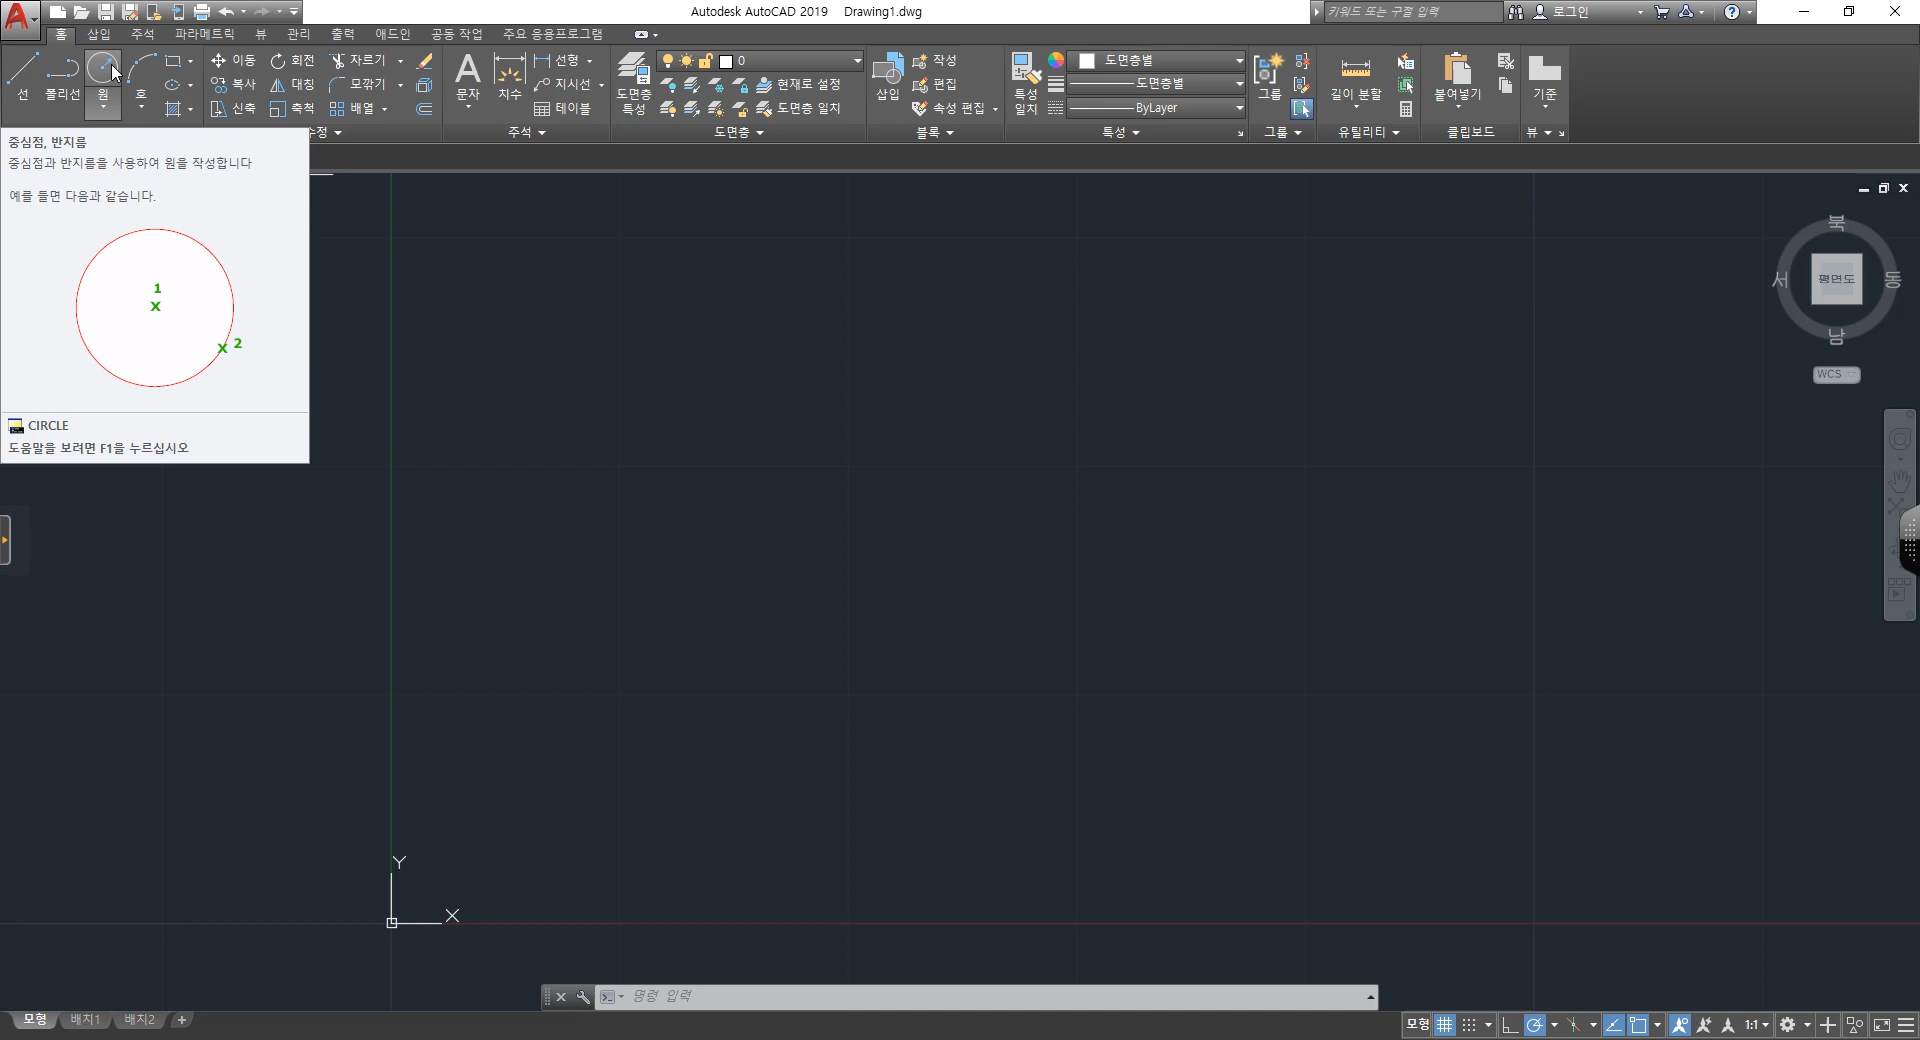 Autodesk AutoCAD 2019 Drawing1.dwg
키워드 또는 구절 입력
로그인
홈 삽입 주석 파라메트릭 뷰 관리 출력 애드인 공동 작업 주요 응용프로그램
선 폴리선 원 호
이동 회전 자르기
복사 대칭 모깎기
신축 축척 배열
수정
문자 치수
선형
지시선
테이블
주석
도면층 특성
0
현재로 설정
도면층 일치
도면층
삽입
작성
편집
속성 편집
블록
특성 일치
도면층별
도면층별
ByLayer
특성
그룹
그룹
길이 분할
유틸리티
붙여넣기
클립보드
기준
뷰
중심점, 반지름
중심점과 반지름을 사용하여 원을 작성합니다
예를 들면 다음과 같습니다.
1
x
x 2
CIRCLE
도움말을 보려면 F1을 누르십시오
북
서 평면도 동
남
WCS
Y
X
명령 입력
모형 배치1 배치2 +
모형 1:1